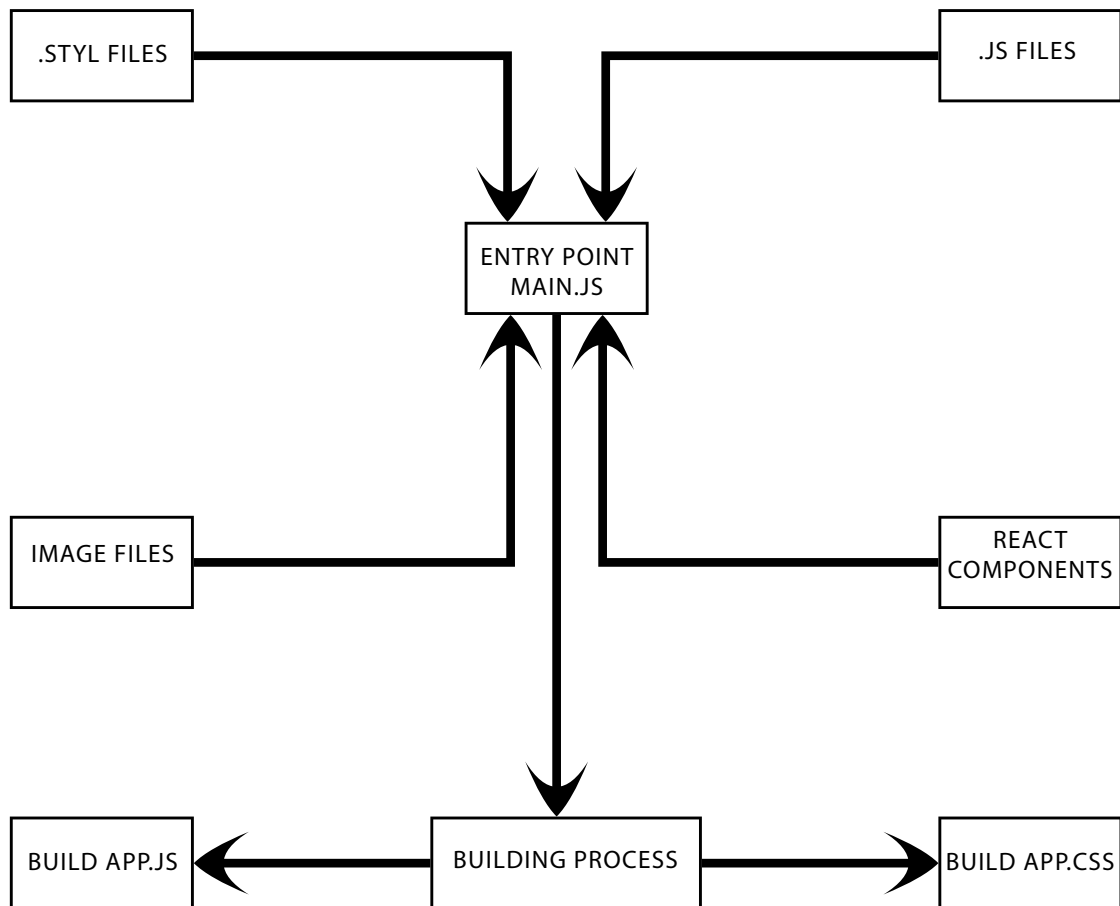 .STYL FILES
.JS FILES
ENTRY POINT
MAIN.JS
IMAGE FILES
REACT
COMPONENTS
BUILD APP.JS
BUILDING PROCESS
BUILD APP.CSS